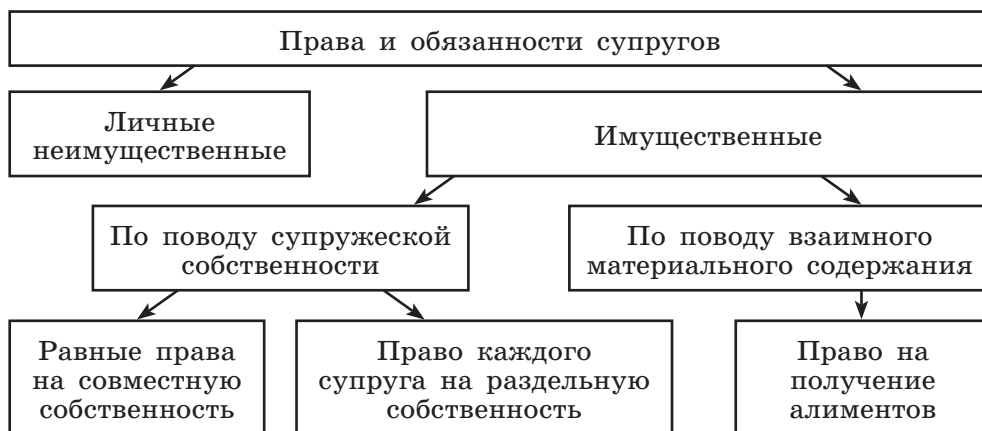 Права и обязанности супругов
Личные
неимущественные
Имущественные
По поводу супружеской
собственности
По поводу взаимного
материального содержания
Равные права
на совместную
собственность
Право каждого
супруга на раздельную
собственность
Право на
получение
алиментов